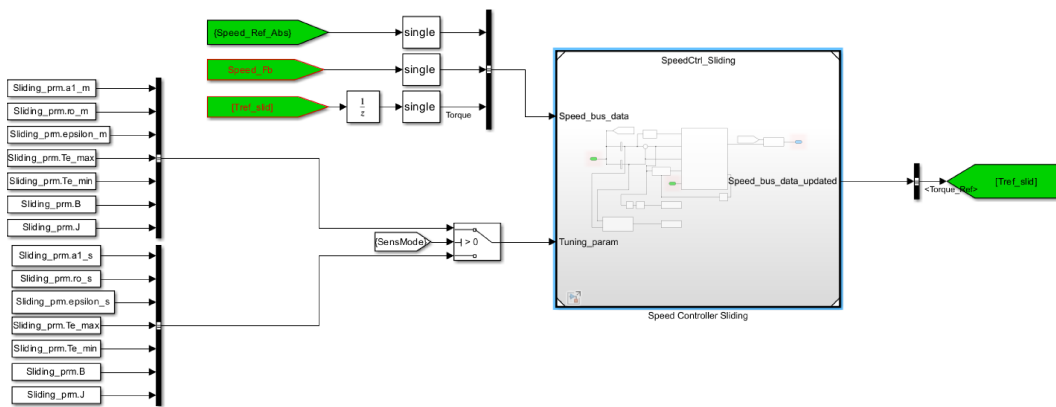 {Speed_Ref_Abs}
single
Speed_Fb
single
[Tref_slid]
1
z
single
Torque
Sliding_prm.a1_m
Sliding_prm.ro_m
Sliding_prm.epsilon_m
Sliding_prm.Te_max
Sliding_prm.Te_min
Sliding_prm.B
Sliding_prm.J
Sliding_prm.a1_s
Sliding_prm.ro_s
Sliding_prm.epsilon_s
Sliding_prm.Te_max
Sliding_prm.Te_min
Sliding_prm.B
Sliding_prm.J
{SensMode}
> 0
SpeedCtrl_Sliding
Speed_bus_data
Speed_bus_data_updated
Tuning_param
Speed Controller Sliding
<Torque_Ref>
[Tref_slid]